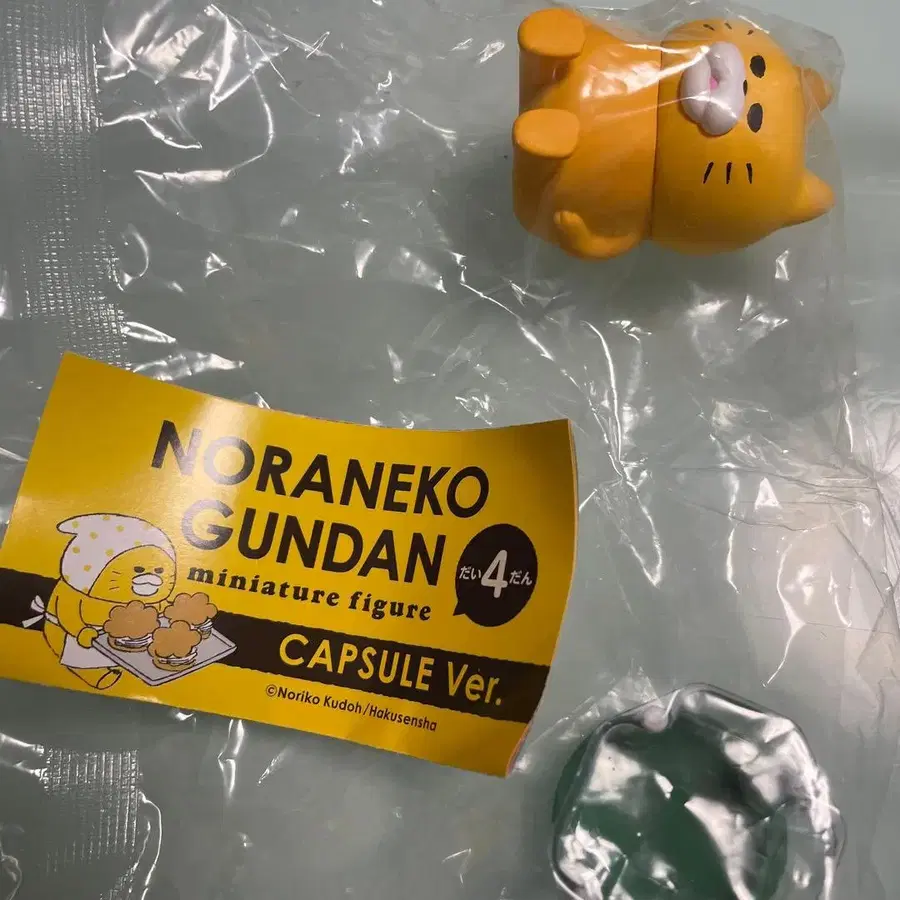 NORANEKO
GUNDAN
miniature figure
だい4だん
CAPSULE Ver.
©Noriko Kudoh/Hakusensha